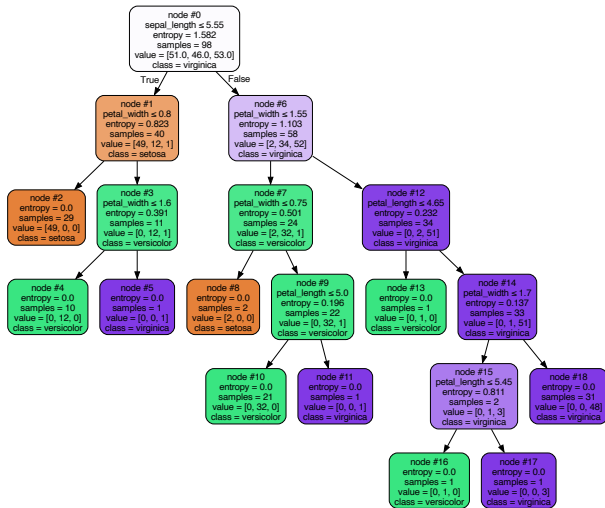 node #0
sepal_length ≤ 5.55
entropy = 1.582
samples = 98
value = [51.0, 46.0, 53.0]
class = virginica
True
False
node #1
petal_width ≤ 0.8
entropy = 0.823
samples = 40
value = [49, 12, 1]
class = setosa
node #6
petal_width ≤ 1.55
entropy = 1.103
samples = 58
value = [2, 34, 52]
class = virginica
node #2
entropy = 0.0
samples = 29
value = [49, 0, 0]
class = setosa
node #3
petal_width ≤ 1.6
entropy = 0.391
samples = 11
value = [0, 12, 1]
class = versicolor
node #7
petal_width ≤ 0.75
entropy = 0.501
samples = 24
value = [2, 32, 1]
class = versicolor
node #12
petal_length ≤ 4.65
entropy = 0.232
samples = 34
value = [0, 2, 51]
class = virginica
node #4
entropy = 0.0
samples = 10
value = [0, 12, 0]
class = versicolor
node #5
entropy = 0.0
samples = 1
value = [0, 0, 1]
class = virginica
node #8
entropy = 0.0
samples = 2
value = [2, 0, 0]
class = setosa
node #9
petal_length ≤ 5.0
entropy = 0.196
samples = 22
value = [0, 32, 1]
class = versicolor
node #13
entropy = 0.0
samples = 1
value = [0, 1, 0]
class = versicolor
node #14
petal_width ≤ 1.7
entropy = 0.137
samples = 33
value = [0, 1, 51]
class = virginica
node #10
entropy = 0.0
samples = 21
value = [0, 32, 0]
class = versicolor
node #11
entropy = 0.0
samples = 1
value = [0, 0, 1]
class = virginica
node #15
petal_length ≤ 5.45
entropy = 0.811
samples = 2
value = [0, 1, 3]
class = virginica
node #18
entropy = 0.0
samples = 31
value = [0, 0, 48]
class = virginica
node #16
entropy = 0.0
samples = 1
value = [0, 1, 0]
class = versicolor
node #17
entropy = 0.0
samples = 1
value = [0, 0, 3]
class = virginica